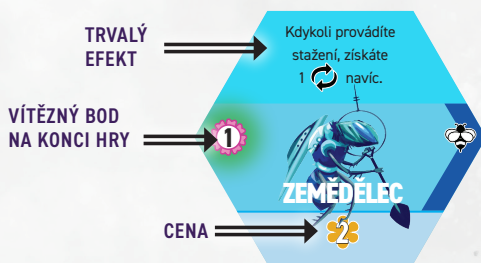 TRVALÝ
EFEKT
Kdykoli provádíte
stažení, získáte
1 navíc.
VÍTĚZNÝ BOD
NA KONCI HRY
1
ZEMĚDĚLEC
CENA
2